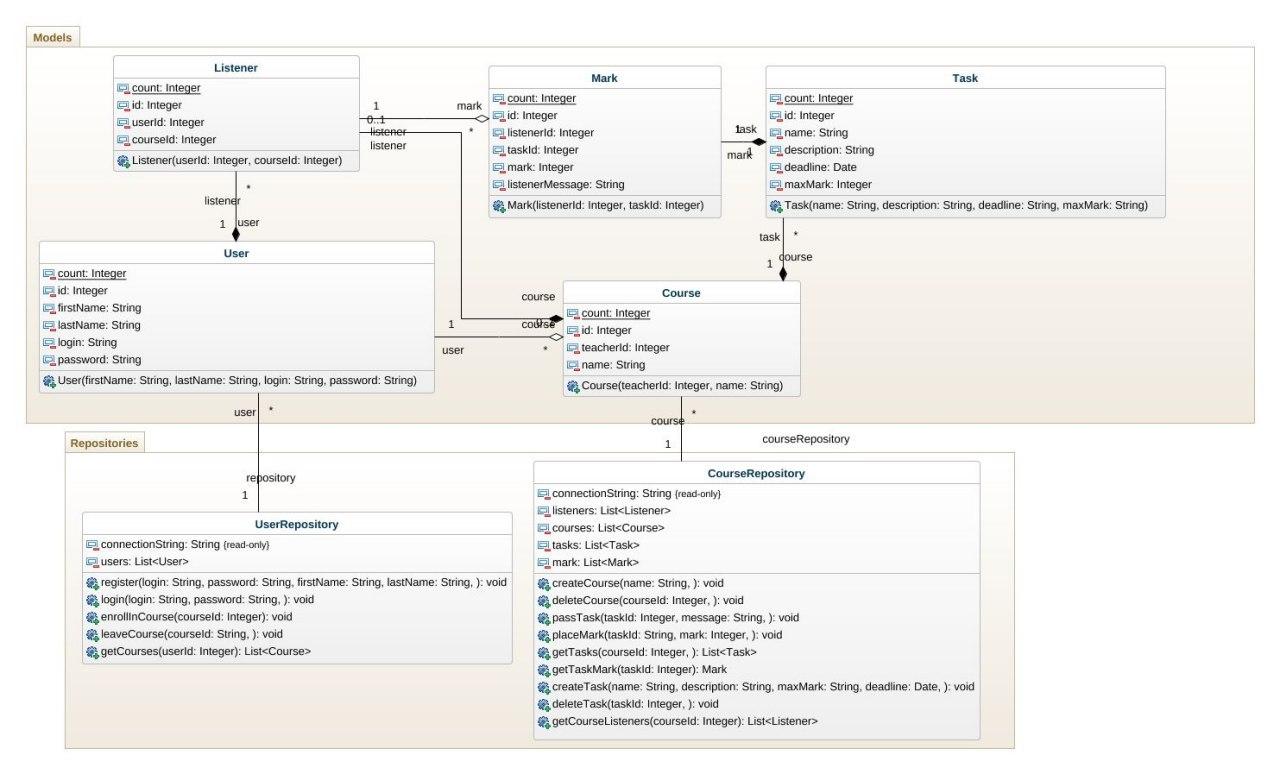 Models
Listener
count: Integer
id: Integer
userId: Integer
courseId: Integer
Listener(userId: Integer, courseId: Integer)
Mark
count: Integer
id: Integer
listenerId: Integer
taskId: Integer
mark: Integer
listenerMessage: String
Mark(listenerId: Integer, taskId: Integer)
Task
count: Integer
id: Integer
name: String
description: String
deadline: Date
maxMark: Integer
Task(name: String, description: String, deadline: String, maxMark: String)
1
mark
0..1
listener
*
listener
1
task
mark
1
*
listener
1
user
task
*
1
course
User
count: Integer
id: Integer
firstName: String
lastName: String
login: String
password: String
User(firstName: String, lastName: String, login: String, password: String)
course
1
course
user
*
Course
count: Integer
id: Integer
teacherId: Integer
name: String
Course(teacherId: Integer, name: String)
user
*
repository
1
*
course
1
courseRepository
Repositories
UserRepository
connectionString: String {read-only}
users: List<User>
register(login: String, password: String, firstName: String, lastName: String, ): void
login(login: String, password: String, ): void
enrollInCourse(courseId: Integer): void
leaveCourse(courseId: String, ): void
getCourses(userId: Integer): List<Course>
CourseRepository
connectionString: String {read-only}
listeners: List<Listener>
courses: List<Course>
tasks: List<Task>
mark: List<Mark>
createCourse(name: String, ): void
deleteCourse(courseId: Integer, ): void
passTask(taskId: Integer, message: String, ): void
placeMark(taskId: String, mark: Integer, ): void
getTasks(courseId: Integer, ): List<Task>
getTaskMark(taskId: Integer): Mark
createTask(name: String, description: String, maxMark: String, deadline: Date, ): void
deleteTask(taskId: Integer, ): void
getCourseListeners(courseId: Integer): List<Listener>